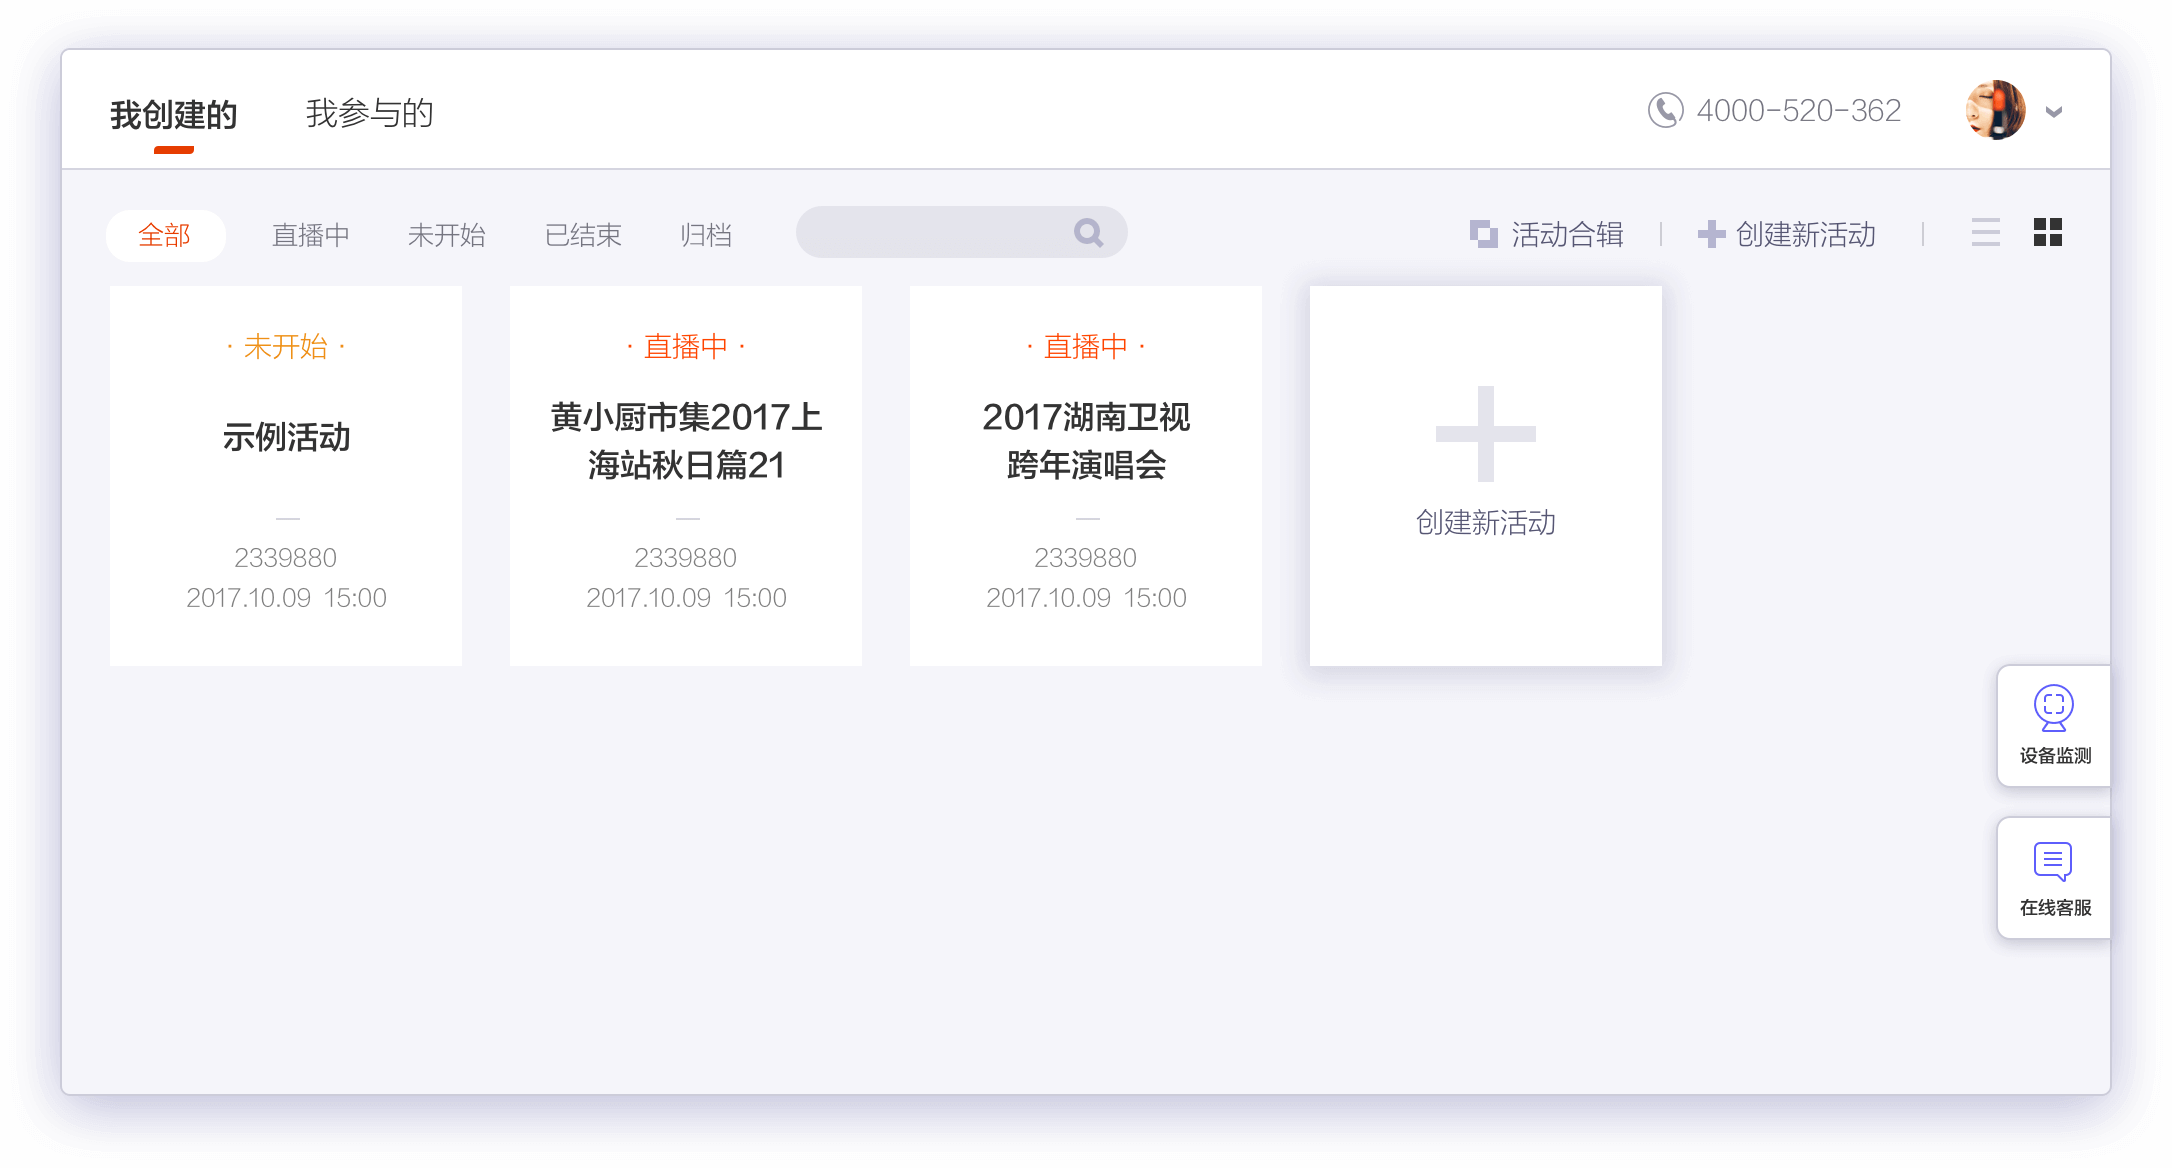 我创建的
我参与的
4000-520-362
全部
直播中
未开始
已结束
归档
活动合辑
创建新活动
· 未开始 ·
示例活动
2339880
2017.10.09 15:00
· 直播中 ·
黄小厨市集2017上
海站秋日篇21
2339880
2017.10.09 15:00
· 直播中 ·
2017湖南卫视
跨年演唱会
2339880
2017.10.09 15:00
创建新活动
设备监测
在线客服